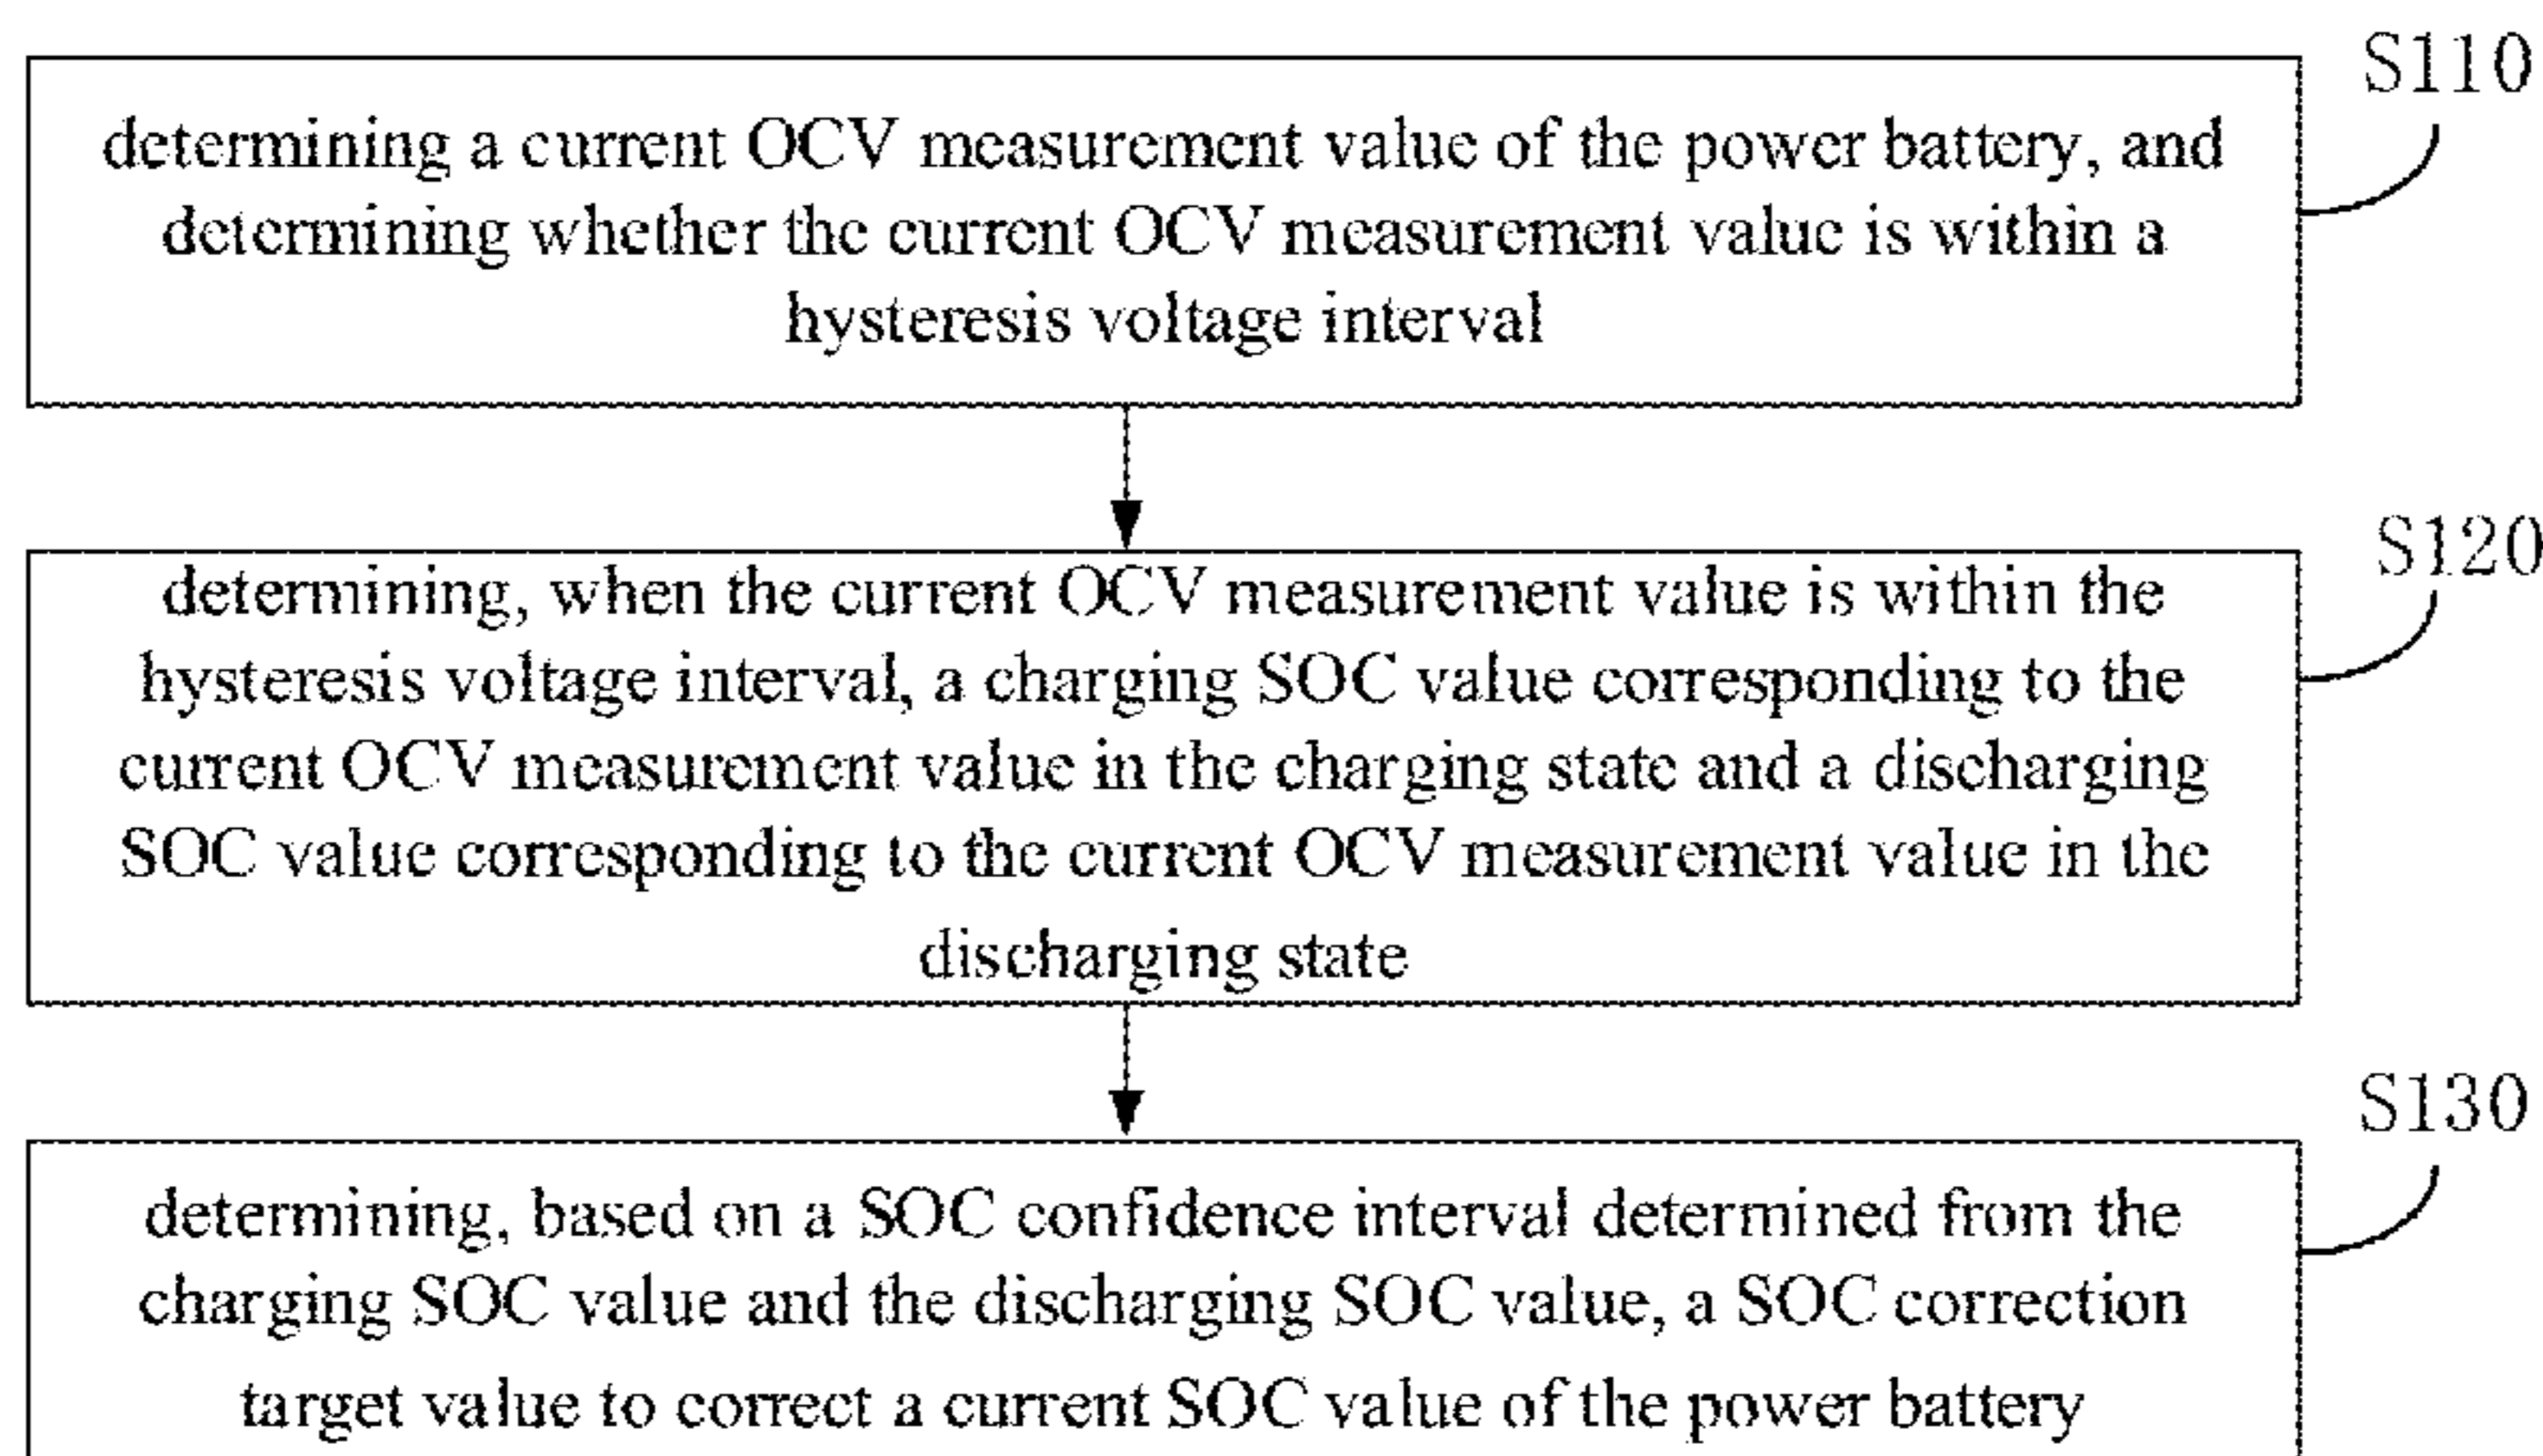 S110
determining a current OCV measurement value of the power battery, and
determining whether the current OCV measurement value is within a
hysteresis voltage interval
S120
determining, when the current OCV measurement value is within the
hysteresis voltage interval, a charging SOC value corresponding to the
current OCV measurement value in the charging state and a discharging
SOC value corresponding to the current OCV measurement value in the
discharging state
S130
determining, based on a SOC confidence interval determined from the
charging SOC value and the discharging SOC value, a SOC correction
target value to correct a current SOC value of the power battery